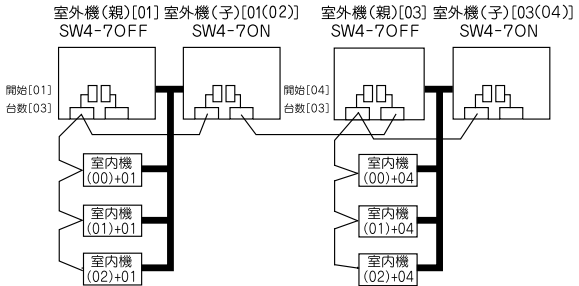 室外機(親)[01] 室外機(子)[01(02)] 室外機(親)[03] 室外機(子)[03(04)]
SW4-7OFF SW4-7ON SW4-7OFF SW4-7ON
開始[01] 開始[04]
台数[03] 台数[03]
室内機 室内機
(00)+01 (00)+04
室内機 室内機
(01)+01 (01)+04
室内機 室内機
(02)+01 (02)+04